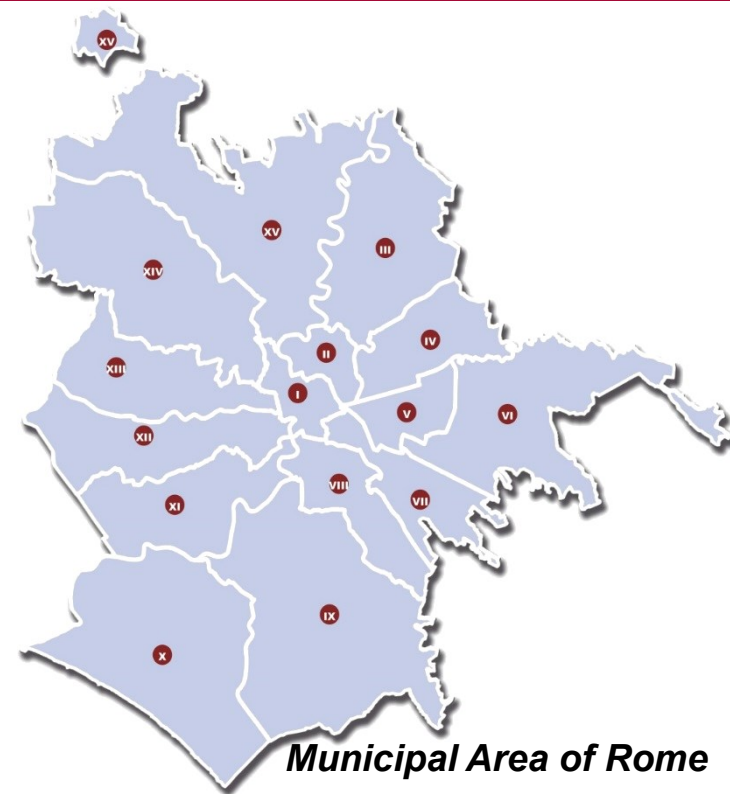 XV
XV
III
XIV
IV
II
XIII
I
V
VI
XII
VIII
VII
XI
IX
X
Municipal Area of Rome